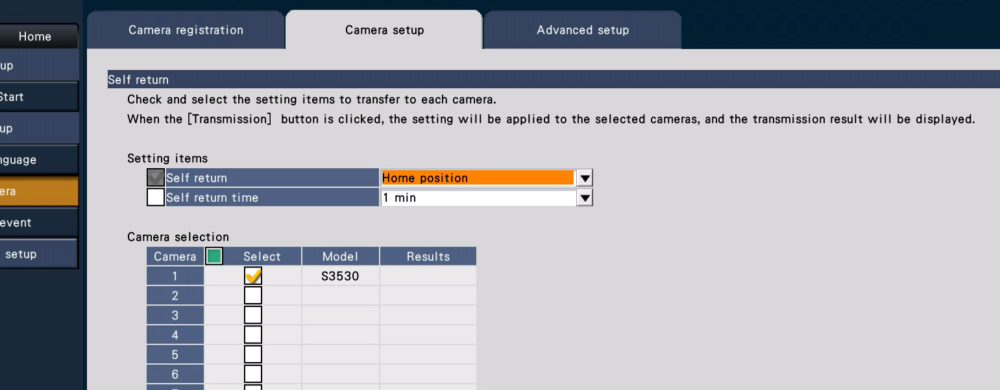 Home
Camera registration
Camera setup
Advanced setup
up
Start
up
nguage
era
event
setup
Self return
Check and select the setting items to transfer to each camera.
When the [Transmission] button is clicked, the setting will be applied to the selected cameras, and the transmission result will be displayed.
Setting items
Self return Home position
Self return time 1 min
Camera selection
Camera Select Model Results
1 S3530
2
3
4
5
6